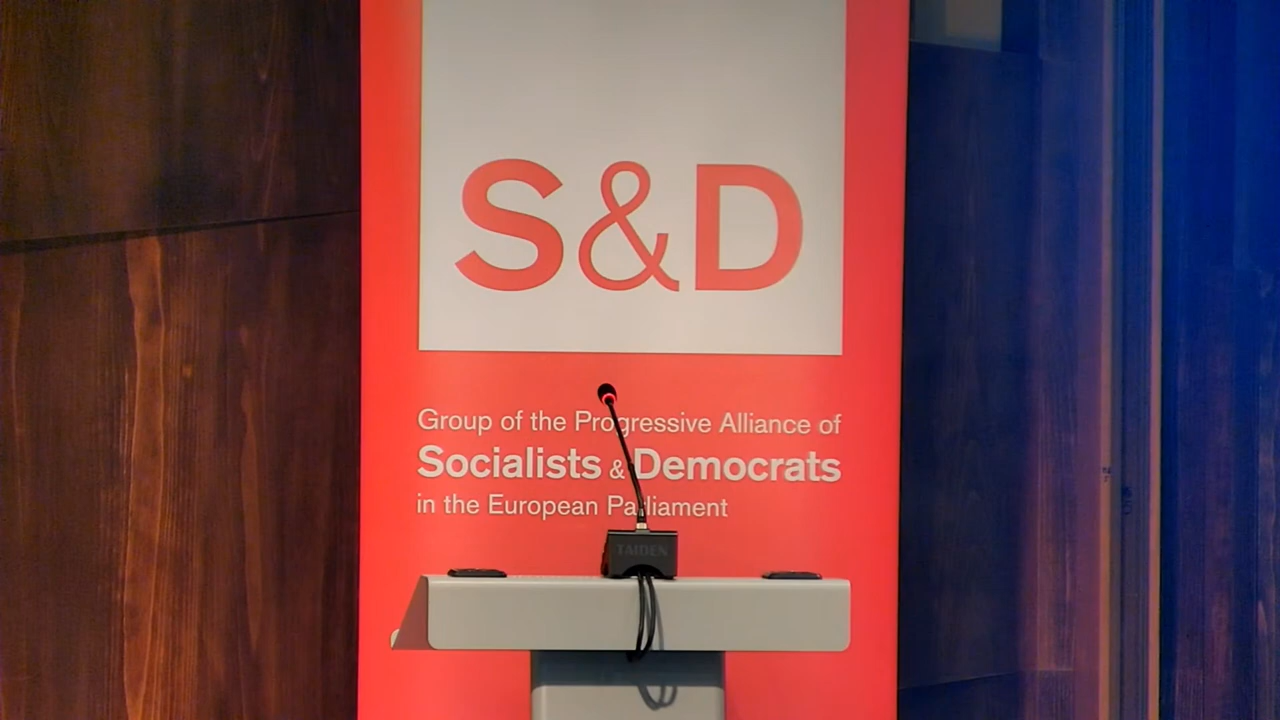 S&D
Group of the Progressive Alliance of
Socialists & Democrats
in the European Parliament
TAIDEN